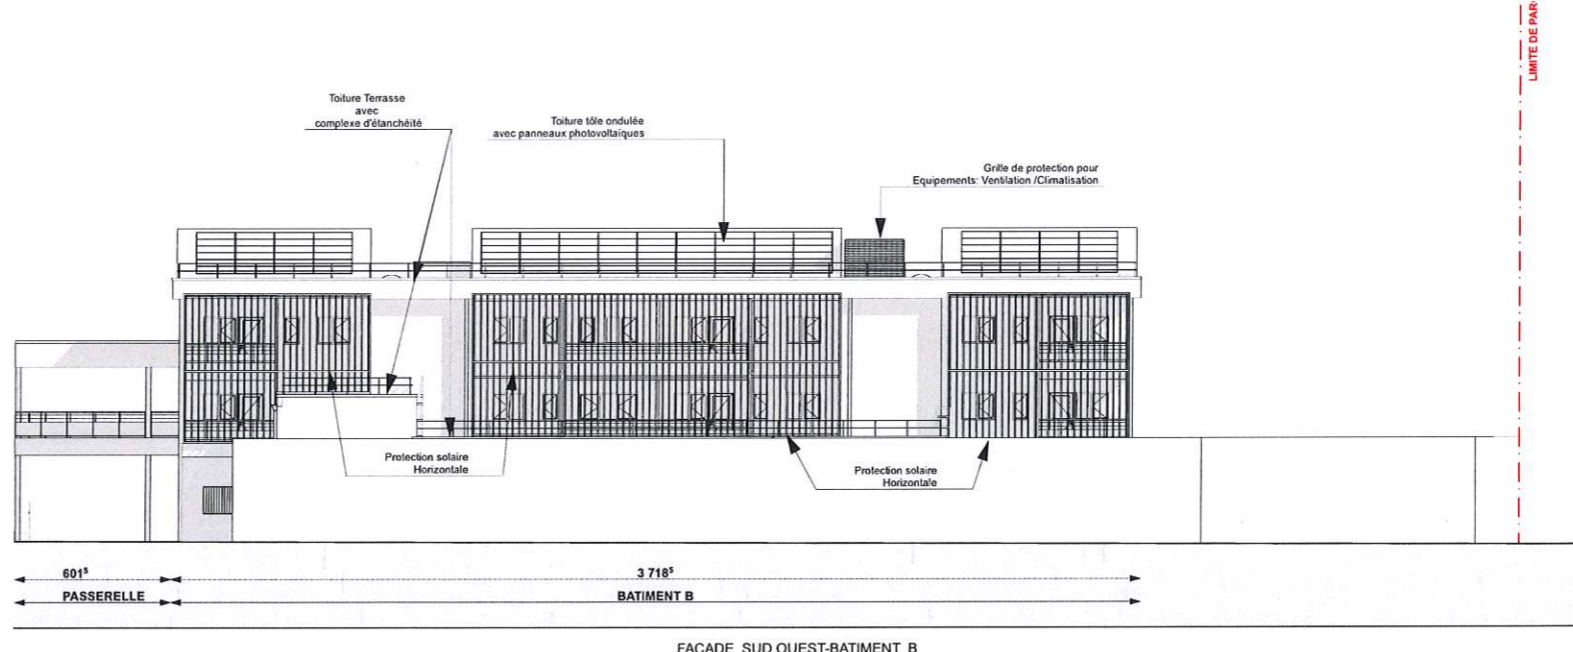 LIMITE DE PAR
Toiture Terrasse
avec
complexe d'étanchéité
Toiture tôle ondulée
avec panneaux photovoltaïques
Grille de protection pour
Equipements: Ventilation /Climatisation
Protection solaire
Horizontale
Protection solaire
Horizontale
601⁵
3 718⁵
PASSERELLE
BATIMENT B
FACADE SUD OUEST-BATIMENT B